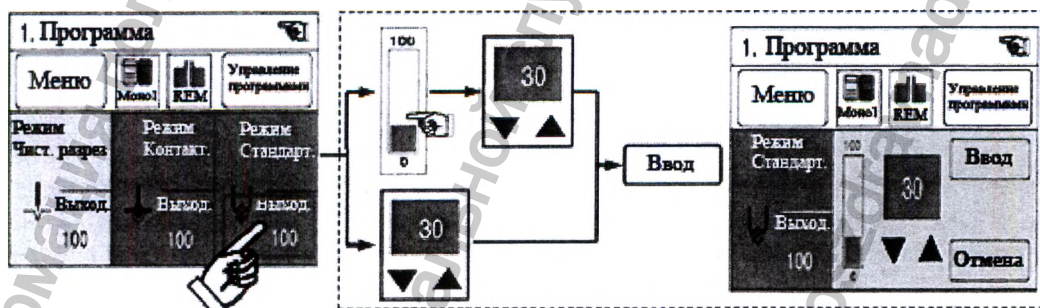 1. Программа
Меню
Моно1
REM
Управление
программами
Режим
Чист. разрез
Выход.
100
Режим
Контакт.
Выход.
100
Режим
Стандарт.
Выход.
100
100
0
30
30
Ввод
1. Программа
Меню
Моно1
REM
Управление
программами
Режим
Стандарт.
Выход.
100
100
0
30
Ввод
Отмена